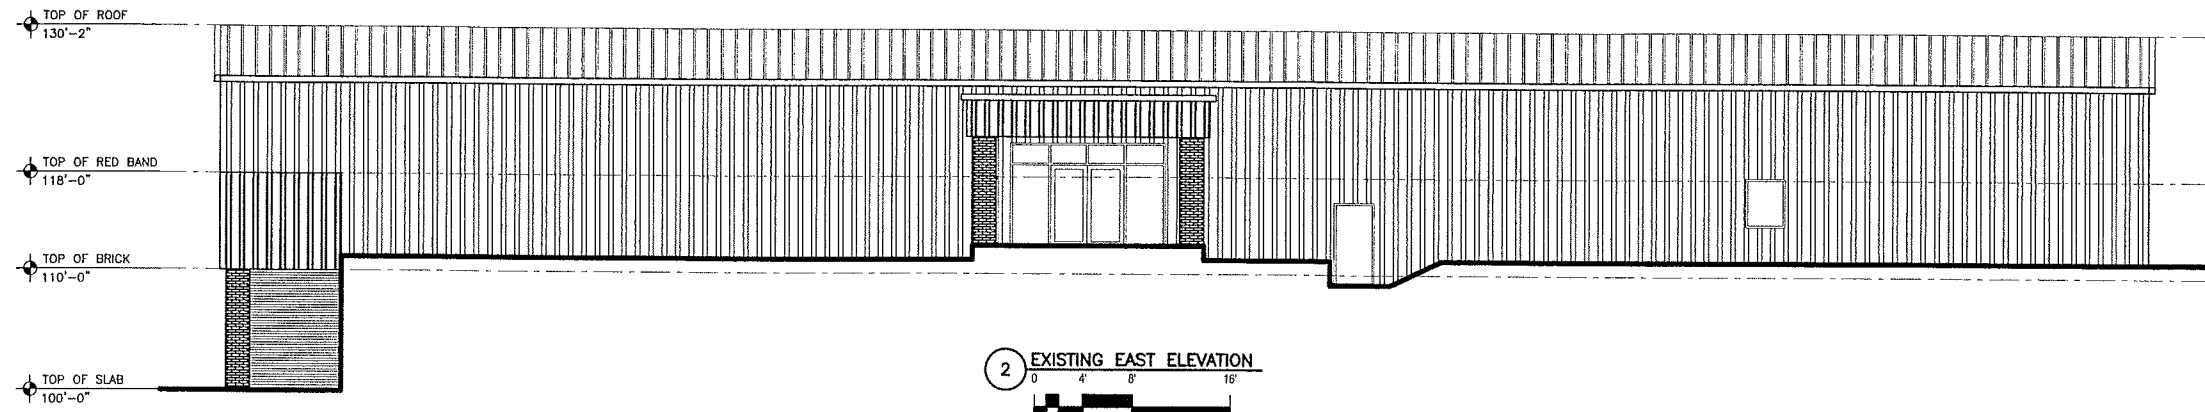 TOP OF ROOF
130'-2"
TOP OF RED BAND
118'-0"
TOP OF BRICK
110'-0"
TOP OF SLAB
100'-0"
2 EXISTING EAST ELEVATION
0 4' 8' 16'